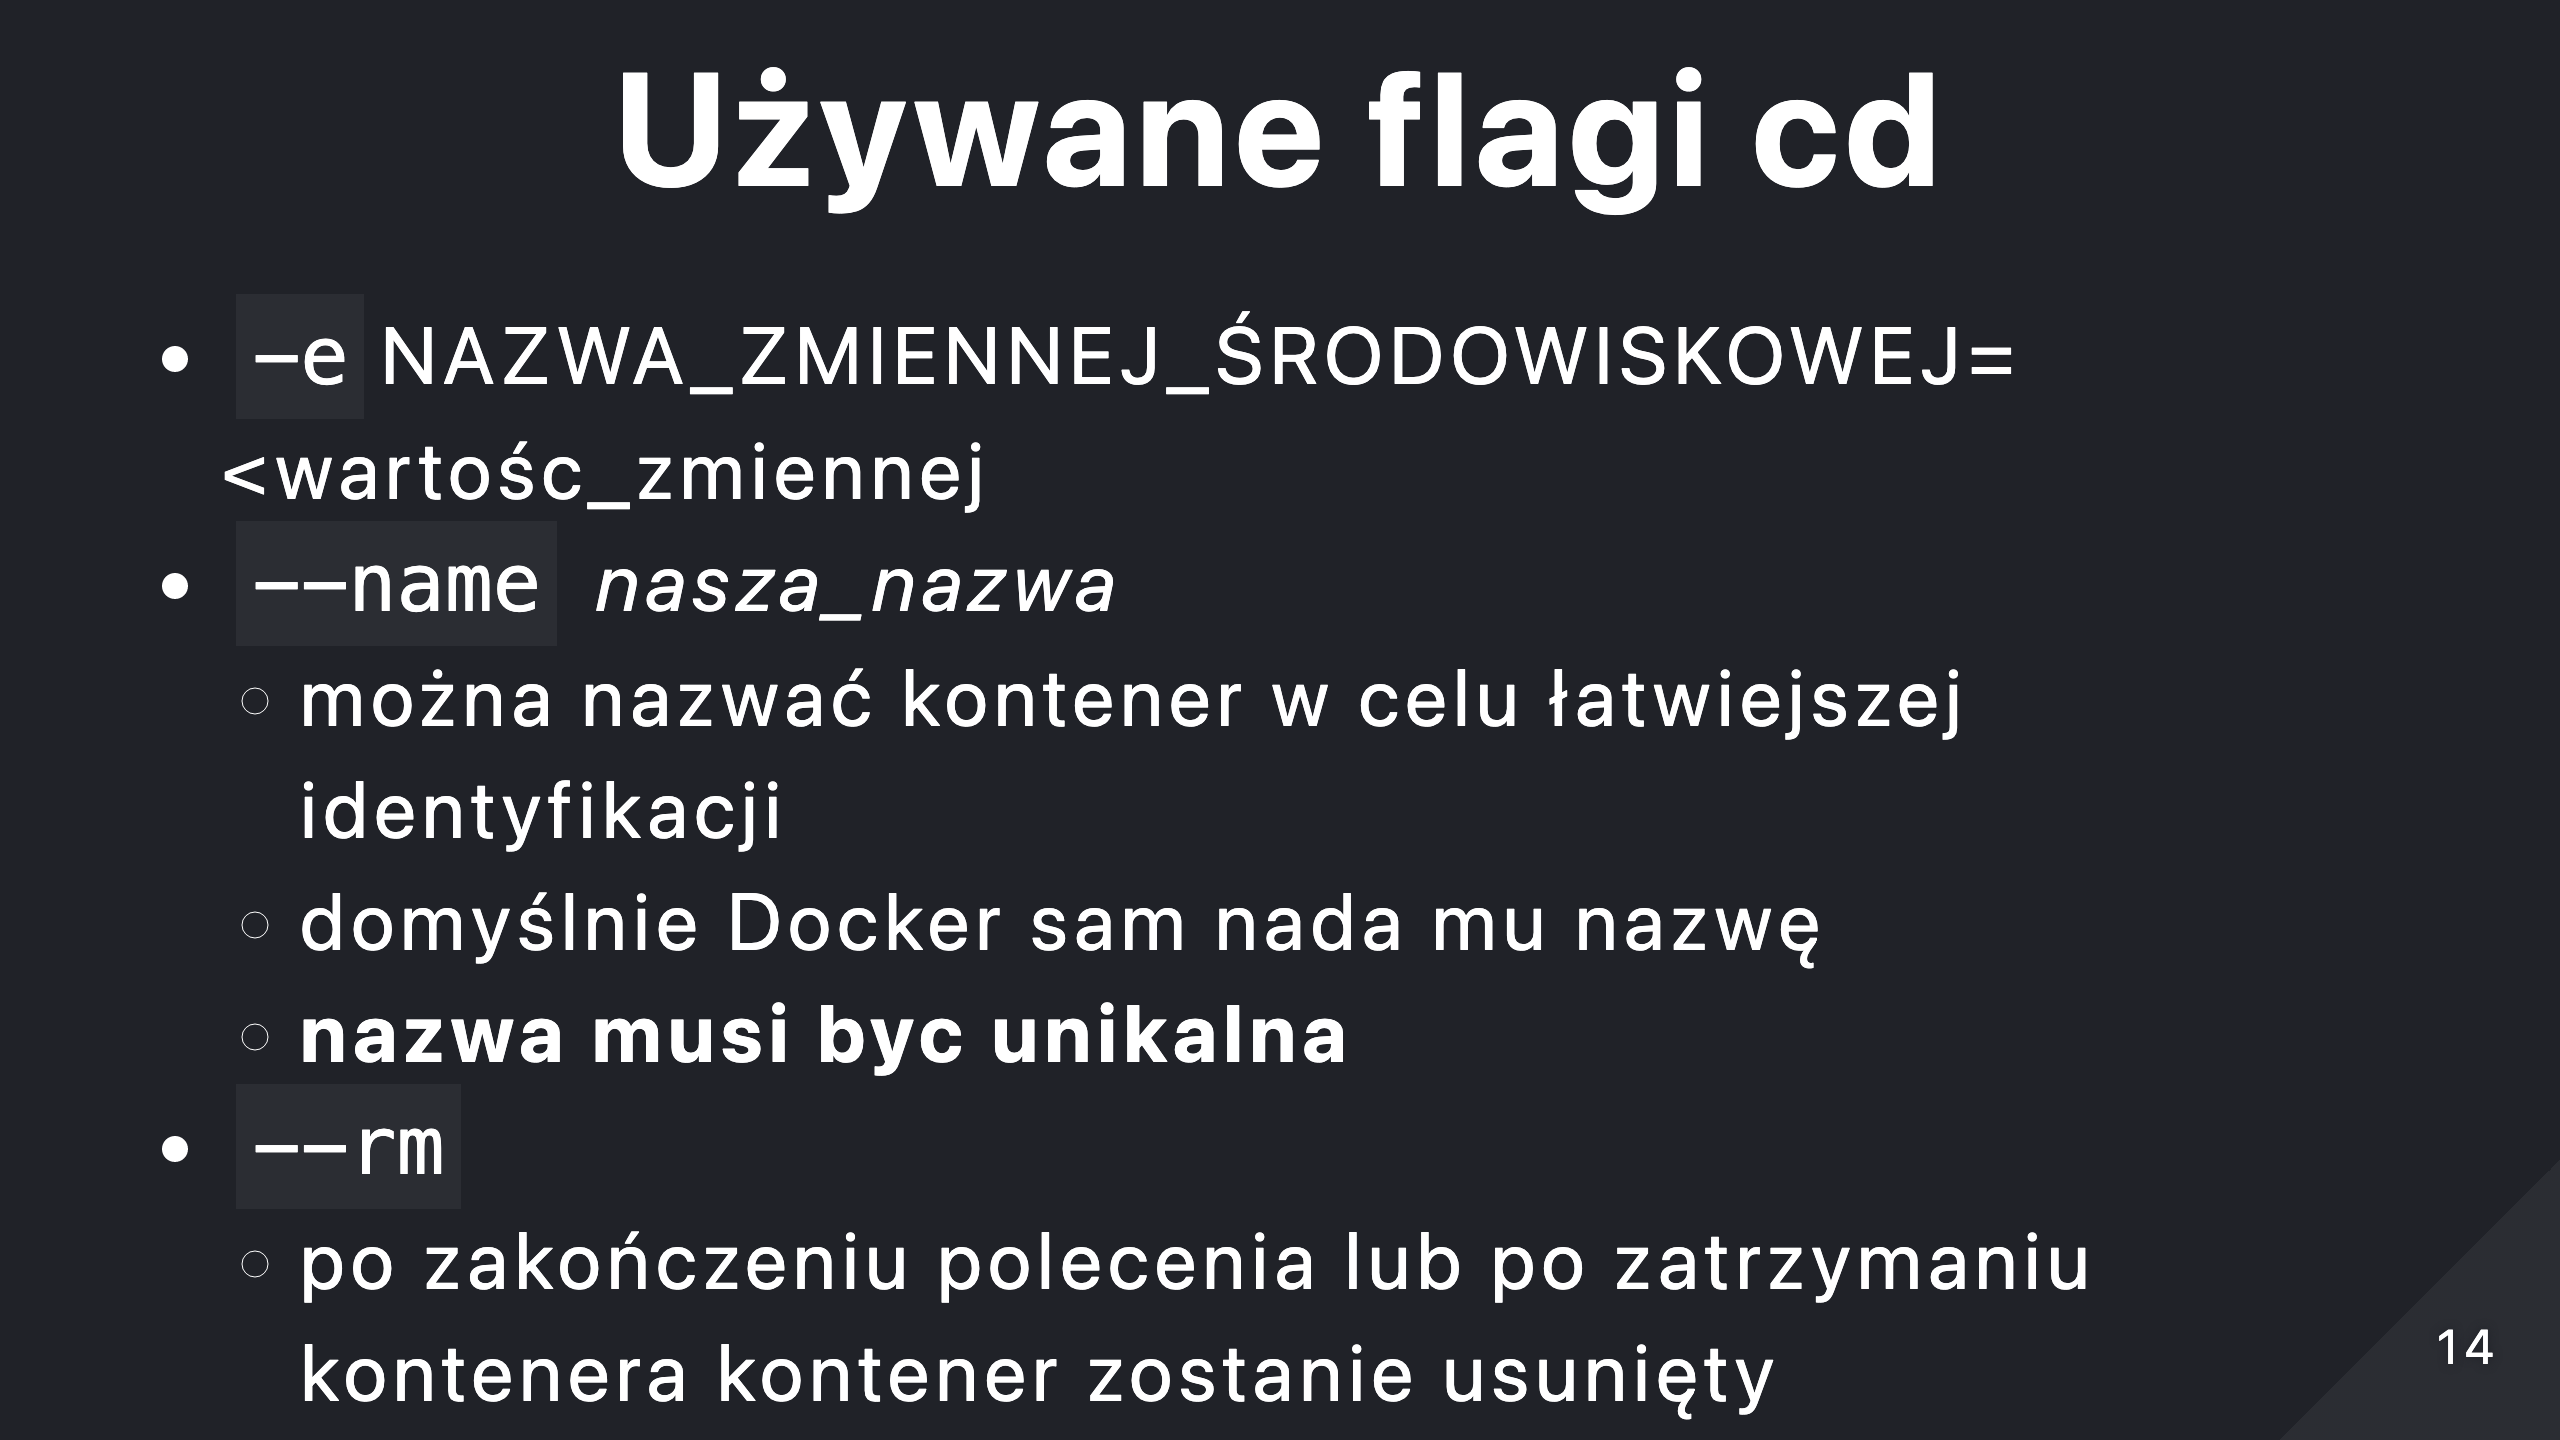 Używane flagi cd
• -e NAZWA_ZMIENNEJ_ŚRODOWISKOWEJ=
<wartośc_zmiennej
• --name nasza_nazwa
○ można nazwać kontener w celu łatwiejszej
identyfikacji
○ domyślnie Docker sam nada mu nazwę
○ nazwa musi byc unikalna
• --rm
○ po zakończeniu polecenia lub po zatrzymaniu
kontenera kontener zostanie usunięty
14